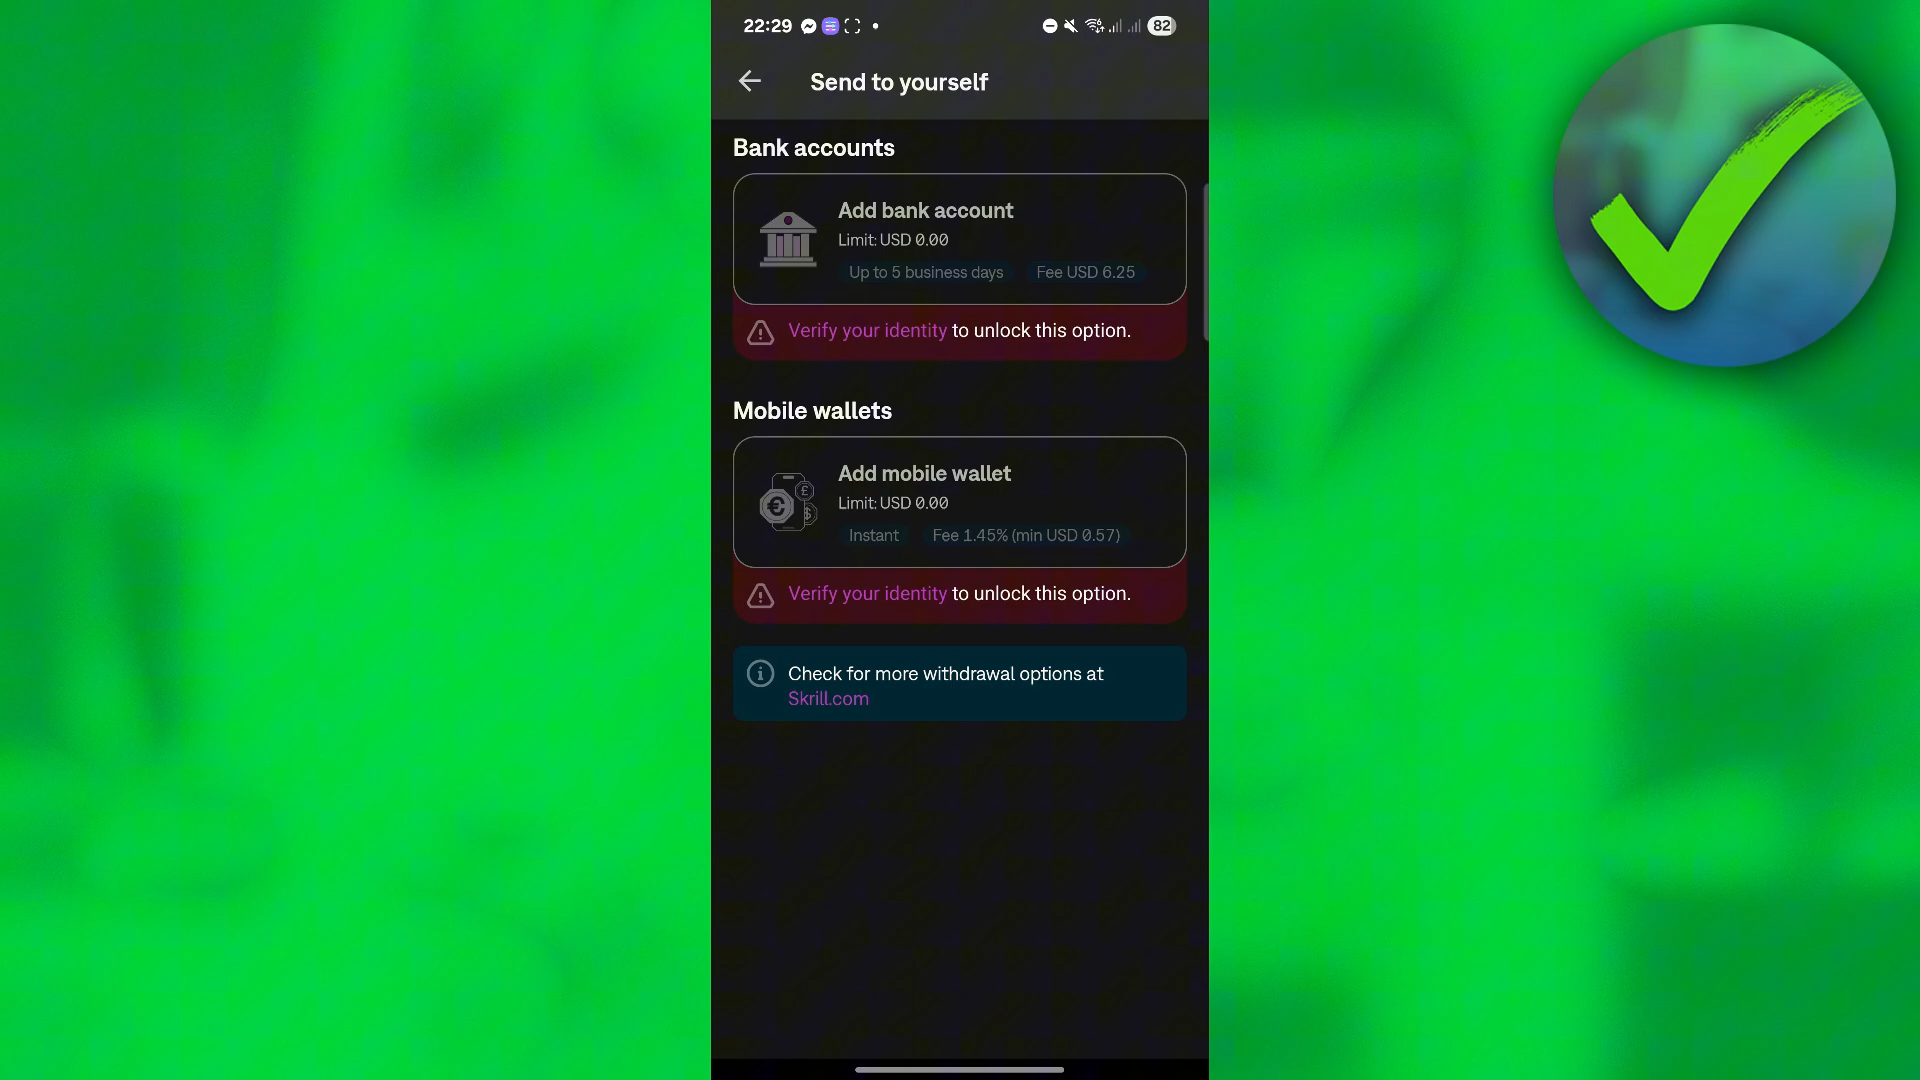 22:29
82
Send to yourself
Bank accounts
Add bank account
Limit: USD 0.00
Up to 5 business days Fee USD 6.25
Verify your identity to unlock this option.
Mobile wallets
Add mobile wallet
Limit: USD 0.00
Instant Fee 1.45% (min USD 0.57)
Verify your identity to unlock this option.
Check for more withdrawal options at
Skrill.com